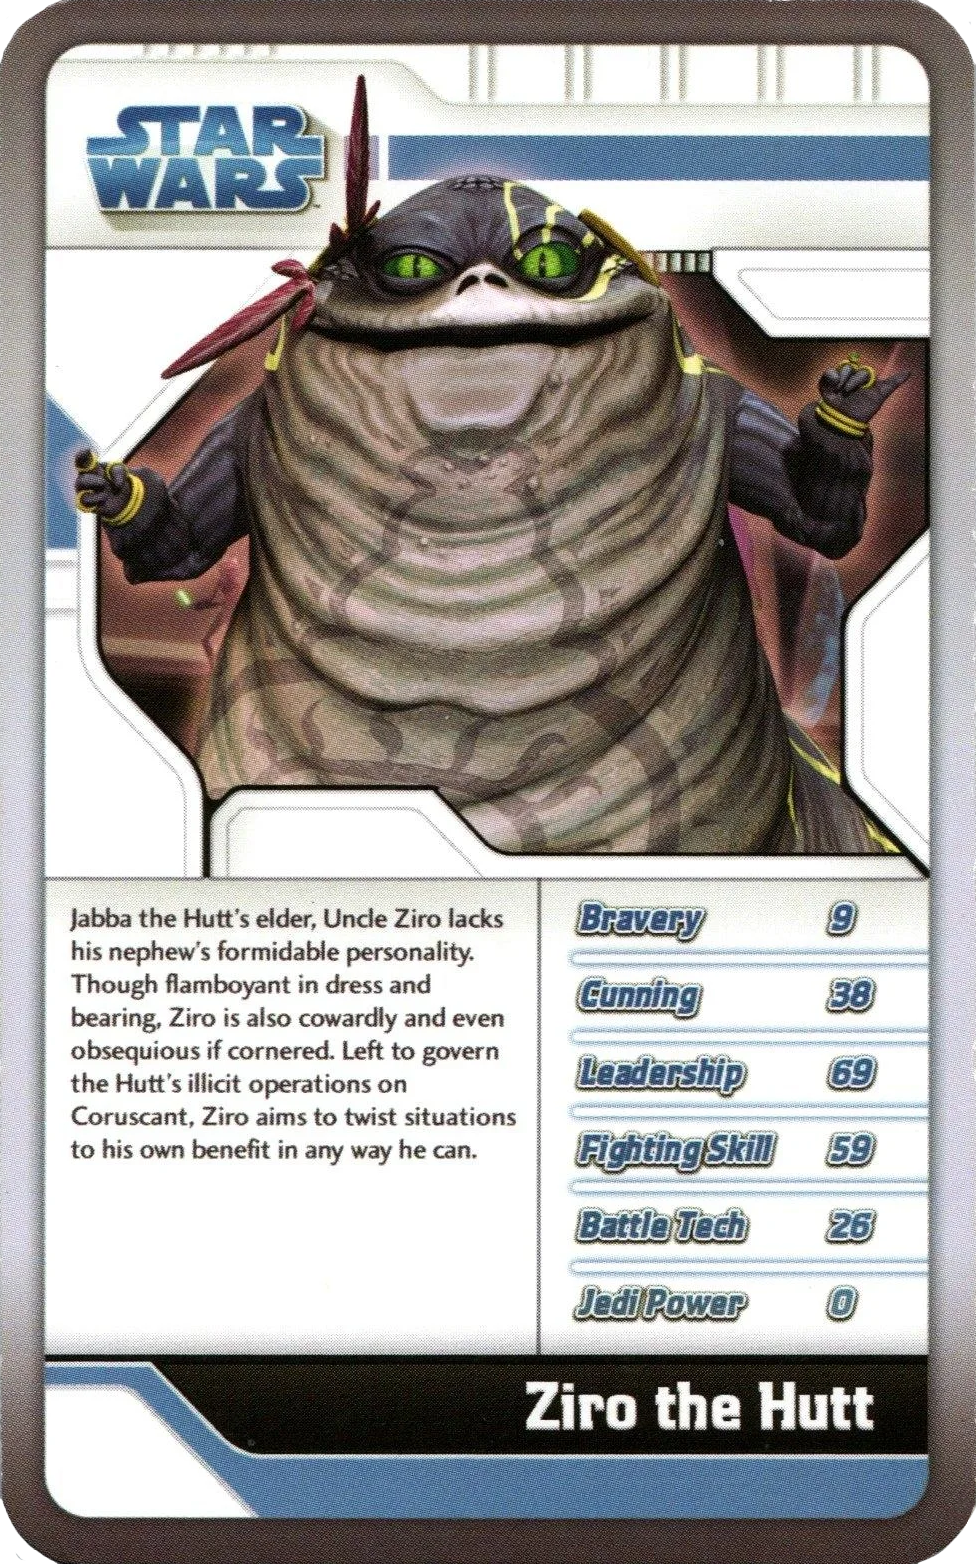 STAR
WARS
Jabba the Hutt's elder, Uncle Ziro lacks
his nephew's formidable personality.
Though flamboyant in dress and
bearing, Ziro is also cowardly and even
obsequious if cornered. Left to govern
the Hutt's illicit operations on
Coruscant, Ziro aims to twist situations
to his own benefit in any way he can.
Bravery 9
Cunning 38
Leadership 69
Fighting Skill 59
Battle Tech 26
Jedi Power 0
Ziro the Hutt